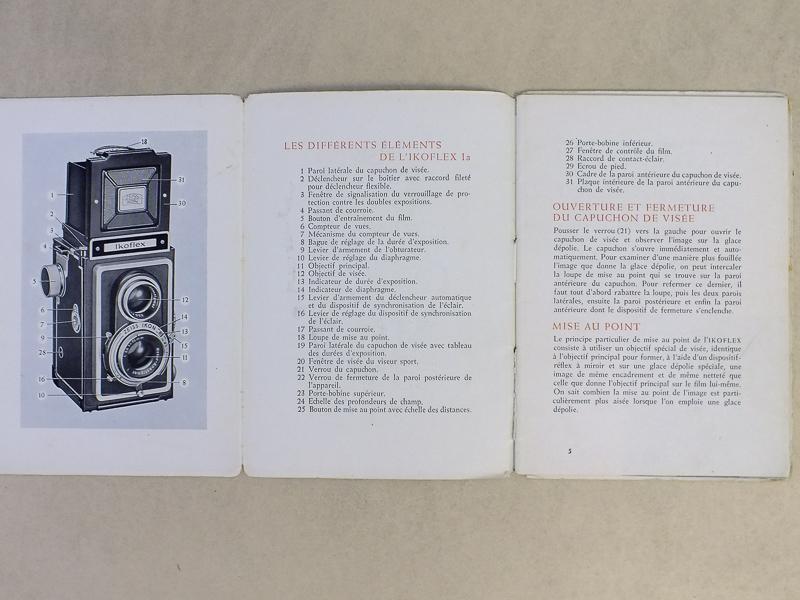 18
31
1
30
2
3
4
Ikoflex
5
12
6
14
7
13
9
15
28
11
16
8
10
ZEISS IKON
LES DIFFÉRENTS ÉLÉMENTS
DE L'IKOFLEX Ia
1 Paroi latérale du capuchon de visée.
2 Déclencheur sur le boîtier avec raccord fileté
pour déclencheur flexible.
3 Fenêtre de signalisation du verrouillage de pro-
tection contre les doubles expositions.
4 Passant de courroie.
5 Bouton d'entraînement du film.
6 Compteur de vues.
7 Mécanisme du compteur de vues.
8 Bague de réglage de la durée d'exposition.
9 Levier d'armement de l'obturateur.
10 Levier de réglage du diaphragme.
11 Objectif principal.
12 Objectif de visée.
13 Indicateur de durée d'exposition.
14 Indicateur de diaphragme.
15 Levier d'armement du déclencheur automatique
et du dispositif de synchronisation de l'éclair.
16 Levier de réglage du dispositif de synchronisation
de l'éclair.
17 Passant de courroie.
18 Loupe de mise au point.
19 Paroi latérale du capuchon de visée avec tableau
des durées d'exposition.
20 Fenêtre de visée du viseur sport.
21 Verrou du capuchon.
22 Verrou de fermeture de la paroi postérieure de
l'appareil.
23 Porte-bobine supérieur.
24 Echelle des profondeurs de champ.
25 Bouton de mise au point avec échelle des distances.
26 Porte-bobine inférieur.
27 Fenêtre de contrôle du film.
28 Raccord de contact-éclair.
29 Ecrou de pied.
30 Cadre de la paroi antérieure du capuchon de visée.
31 Plaque intérieure de la paroi antérieure du capu-
chon de visée.
OUVERTURE ET FERMETURE
DU CAPUCHON DE VISÉE
Pousser le verrou (21) vers la gauche pour ouvrir le
capuchon de visée et observer l'image sur la glace
dépolie. Le capuchon s'ouvre immédiatement et auto-
matiquement. Pour examiner d'une manière plus fouillée
l'image que donne la glace dépolie, on peut intercaler
la loupe de mise au point qui se trouve sur la paroi
antérieure du capuchon. Pour refermer ce dernier, il
faut tout d'abord rabattre la loupe, puis les deux parois
latérales, ensuite la paroi postérieure et enfin la paroi
antérieure dont le dispositif de fermeture s'enclenche.
MISE AU POINT
Le principe particulier de mise au point de l'IKOFLEX
consiste à utiliser un objectif spécial de visée, identique
à l'objectif principal pour former, à l'aide d'un dispositif-
réflex à miroir et sur une glace dépolie spéciale, une
image de même encadrement et de même netteté que
celle que donne l'objectif principal sur le film lui-même.
On sait combien la mise au point de l'image est parti-
culièrement plus aisée lorsque l'on emploie une glace
dépolie.
5